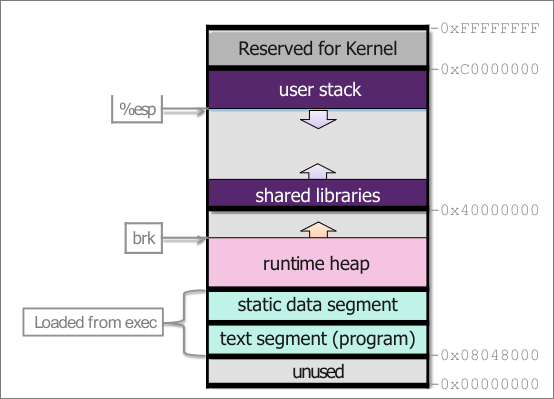 0xFFFFFFFF
Reserved for Kernel
0xC0000000
user stack
%esp
shared libraries
0x40000000
brk
runtime heap
static data segment
Loaded from exec
text segment (program)
0x08048000
unused
0x00000000